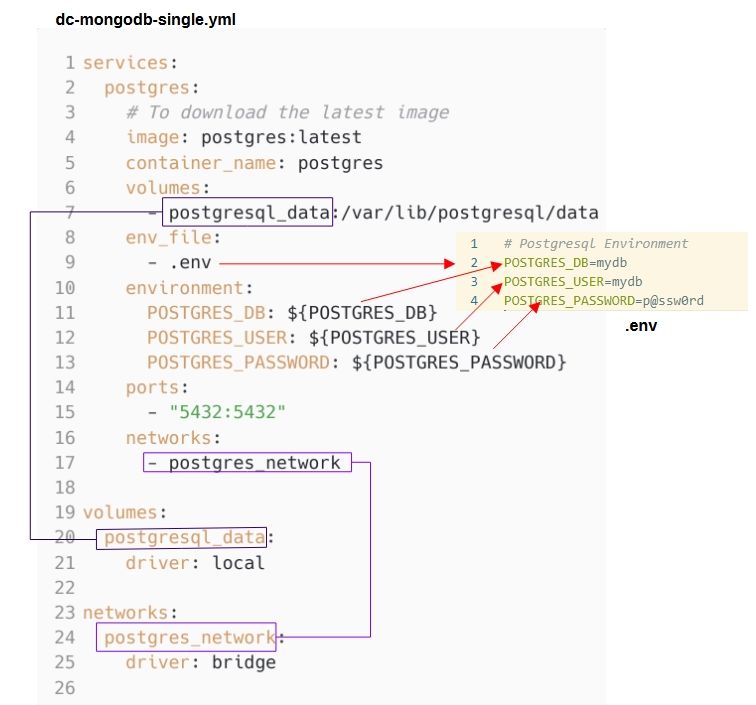 dc-mongodb-single.yml
1 services:
2   postgres:
3     # To download the latest image
4     image: postgres:latest
5     container_name: postgres
6     volumes:
7       - postgresql_data:/var/lib/postgresql/data
8     env_file:
9       - .env
10     environment:
11       POSTGRES_DB: ${POSTGRES_DB}
12       POSTGRES_USER: ${POSTGRES_USER}
13       POSTGRES_PASSWORD: ${POSTGRES_PASSWORD}
14     ports:
15       - "5432:5432"
16     networks:
17       - postgres_network
18
19 volumes:
20   postgresql_data:
21     driver: local
22
23 networks:
24   postgres_network:
25     driver: bridge
26
1 # Postgresql Environment
2 POSTGRES_DB=mydb
3 POSTGRES_USER=mydb
4 POSTGRES_PASSWORD=p@ssw0rd
.env